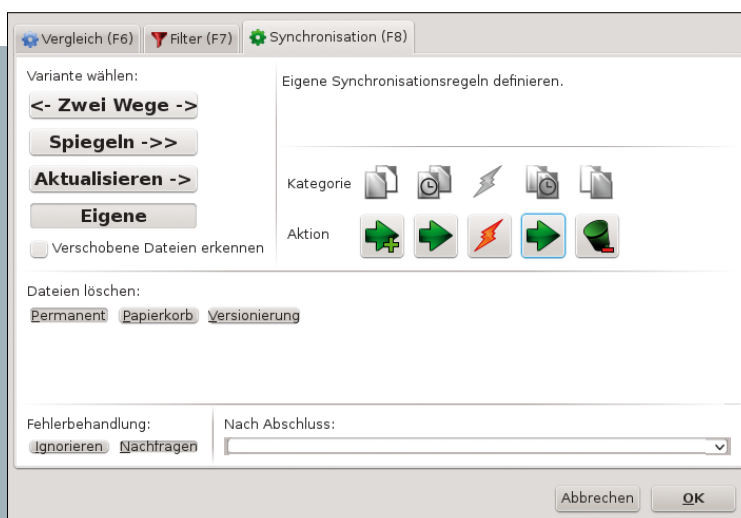 Vergleich (F6) Filter (F7) Synchronisation (F8)
Variante wählen:
<- Zwei Wege ->
Spiegeln ->>
Aktualisieren ->
Eigene
Verschobene Dateien erkennen
Eigene Synchronisationsregeln definieren.
Kategorie
Aktion
Dateien löschen:
Permanent Papierkorb Versionierung
Fehlerbehandlung:
Ignorieren Nachfragen
Nach Abschluss:
Abbrechen OK